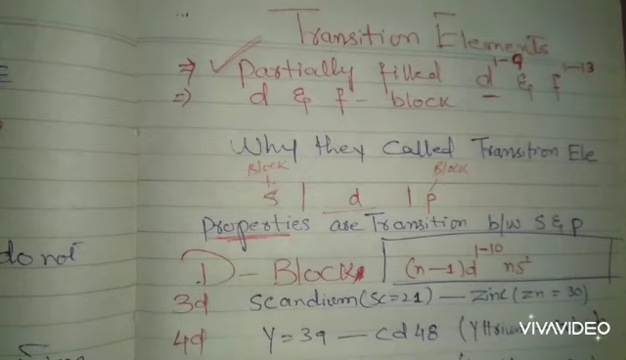 Transition Elements
⇒ ✓ Partially filled d¹⁻⁹ & f¹⁻¹³
⇒ d & f - block
Why they called Transition Ele
Block Block
s | d | p
Properties are Transition b/w S & p
do not
D - Block (n-1)d¹⁻¹⁰ ns²
3d Scandium (Sc=21) — Zinc (Zn = 30)
4d Y = 39 — Cd 48 (Yttrium
VIVAVIDEO